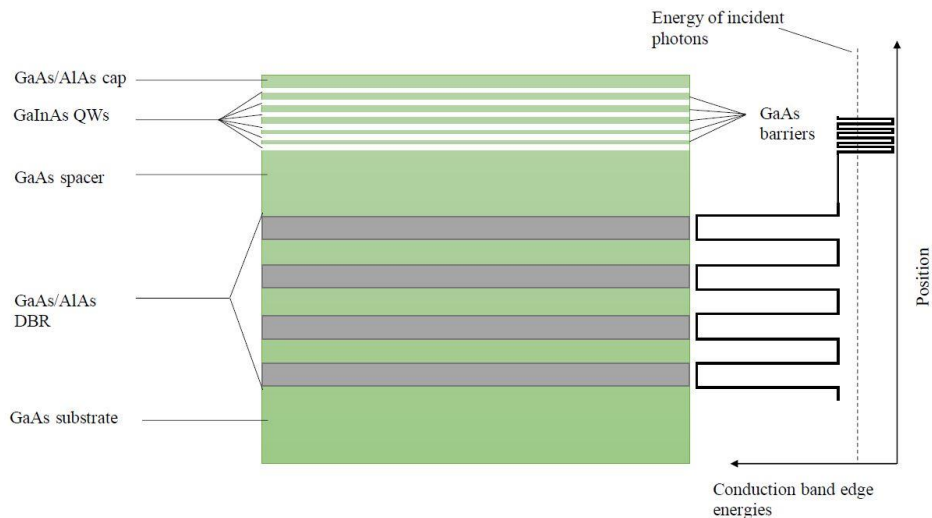 Energy of incident
photons
GaAs/AlAs cap
GaInAs QWs
GaAs
barriers
GaAs spacer
GaAs/AlAs
DBR
Position
GaAs substrate
Conduction band edge
energies